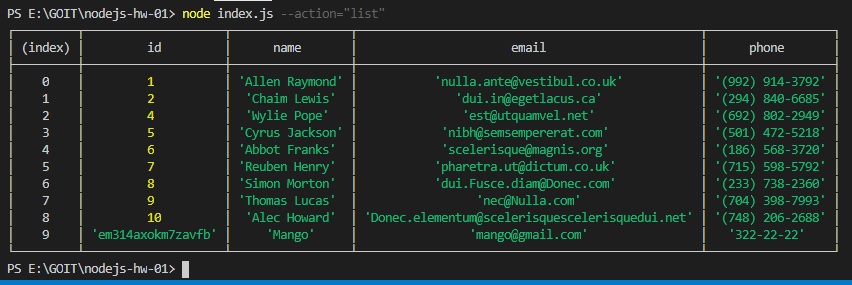 PS E:\GOIT\nodejs-hw-01> node index.js --action="list"
(index) id name email phone
0 1 'Allen Raymond' 'nulla.ante@vestibul.co.uk' '(992) 914-3792'
1 2 'Chaim Lewis' 'dui.in@egetlacus.ca' '(294) 840-6685'
2 4 'Wylie Pope' 'est@utquamvel.net' '(692) 802-2949'
3 5 'Cyrus Jackson' 'nibh@semsempererat.com' '(501) 472-5218'
4 6 'Abbot Franks' 'scelerisque@magnis.org' '(186) 568-3720'
5 7 'Reuben Henry' 'pharetra.ut@dictum.co.uk' '(715) 598-5792'
6 8 'Simon Morton' 'dui.Fusce.diam@Donec.com' '(233) 738-2360'
7 9 'Thomas Lucas' 'nec@Nulla.com' '(704) 398-7993'
8 10 'Alec Howard' 'Donec.elementum@scelerisquescelerisquedui.net' '(748) 206-2688'
9 'em314axokm7zavfb' 'Mango' 'mango@gmail.com' '322-22-22'
PS E:\GOIT\nodejs-hw-01>